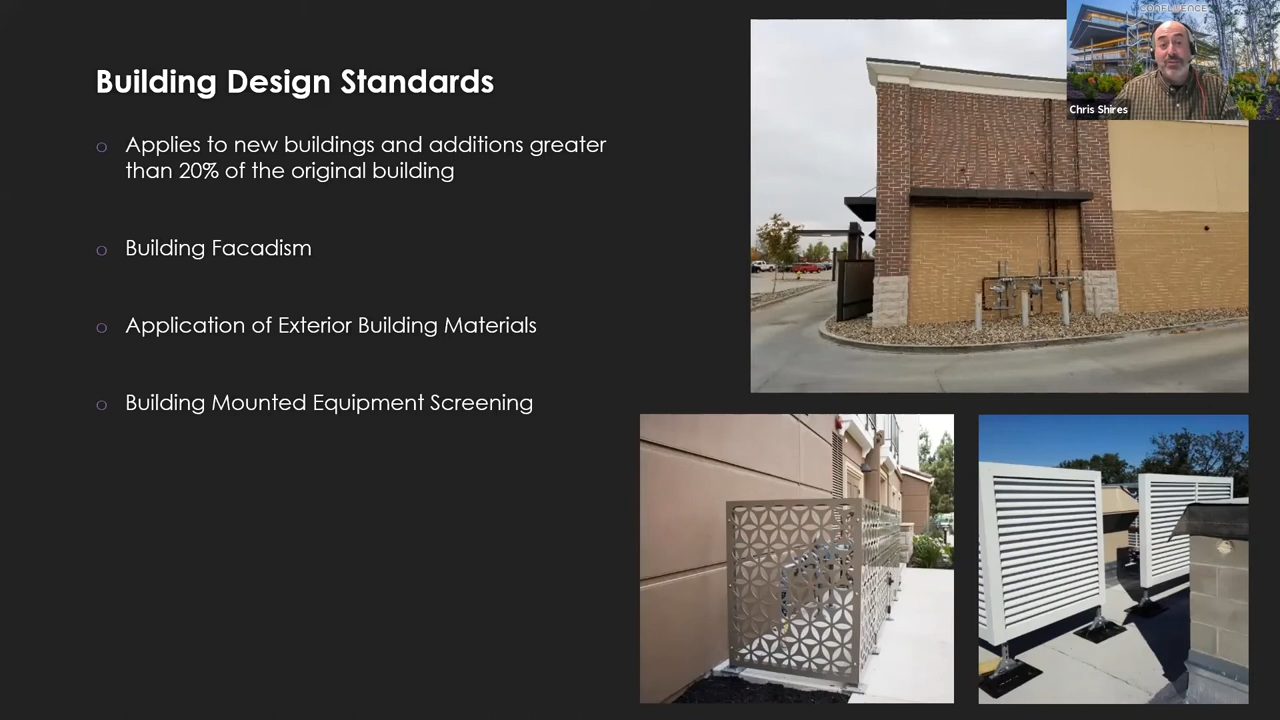 CONFLUENCE
Chris Shires
Building Design Standards
Applies to new buildings and additions greater
than 20% of the original building
Building Facadism
Application of Exterior Building Materials
Building Mounted Equipment Screening